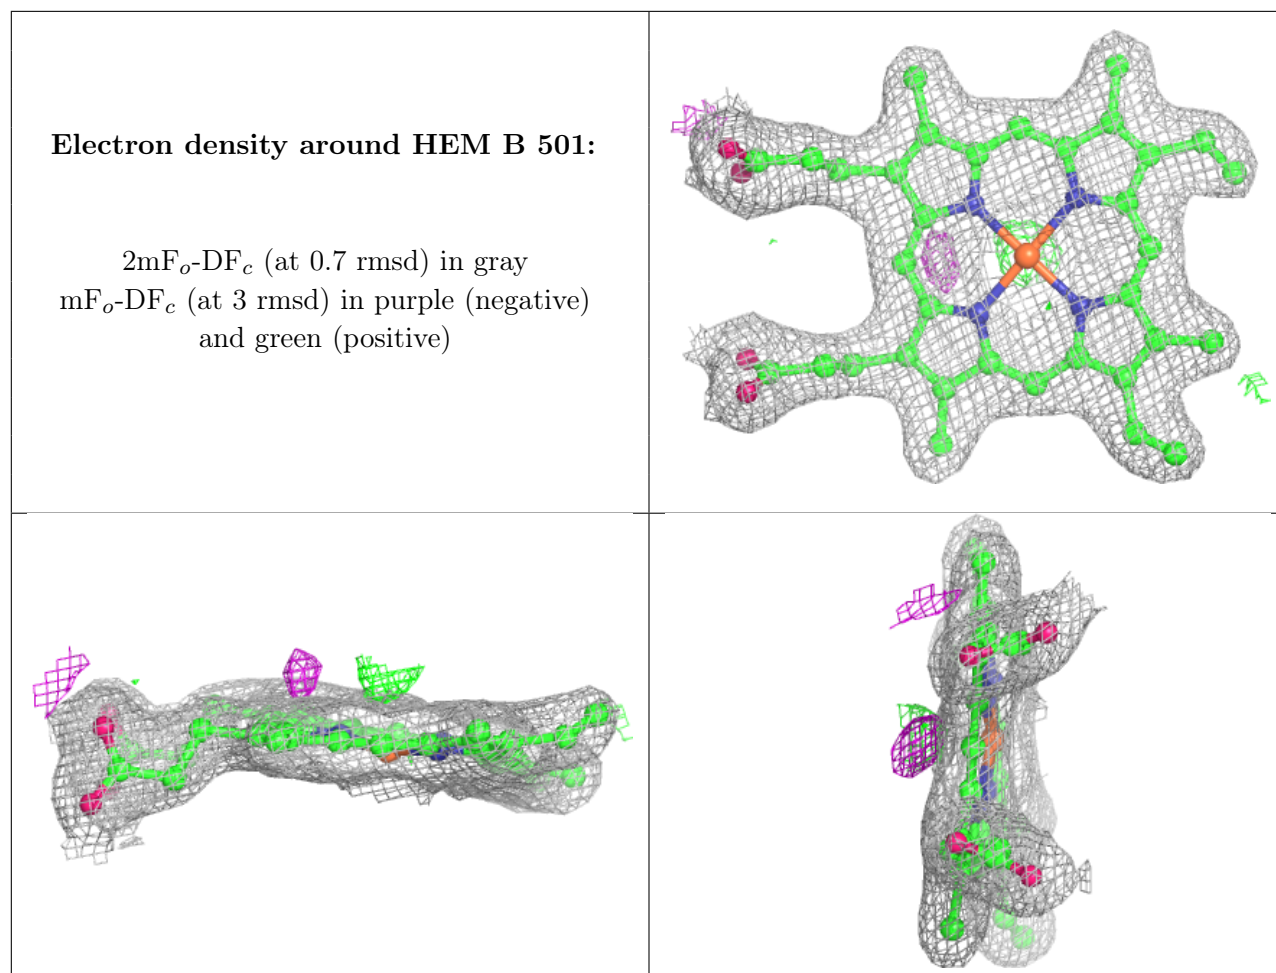 Electron density around HEM B 501:
2mFₒ-DF𝒸 (at 0.7 rmsd) in gray
mFₒ-DF𝒸 (at 3 rmsd) in purple (negative)
and green (positive)